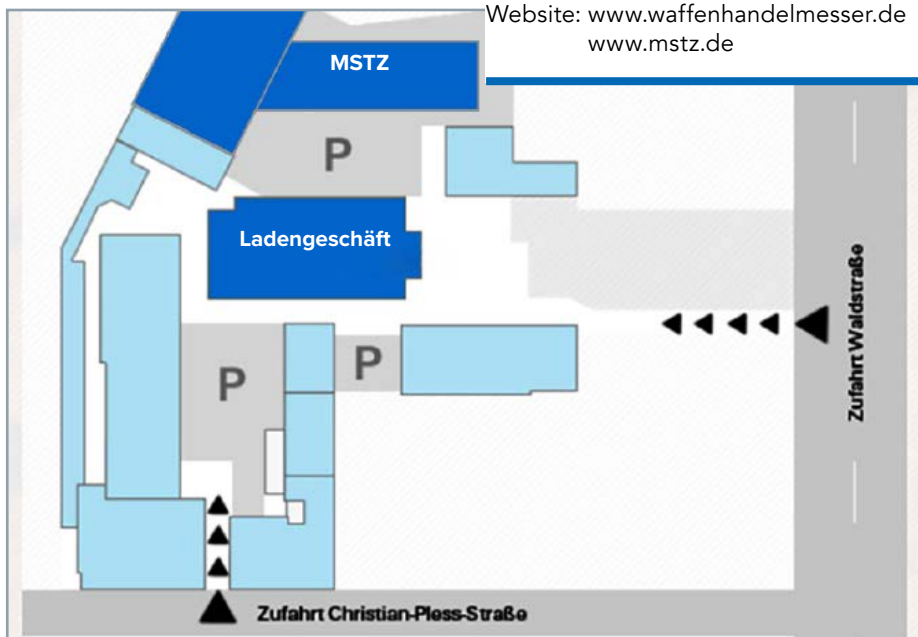 Website: www.waffenhandelmesser.de
www.mstz.de
MSTZ
P
Ladengeschäft
P
P
Zufahrt Waldstraße
Zufahrt Christian-Pless-Straße